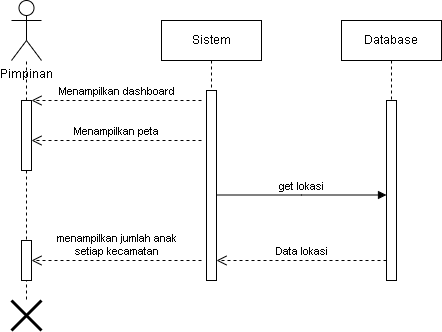 Pimpinan
Sistem
Database
Menampilkan dashboard
Menampilkan peta
get lokasi
menampilkan jumlah anak
setiap kecamatan
Data lokasi